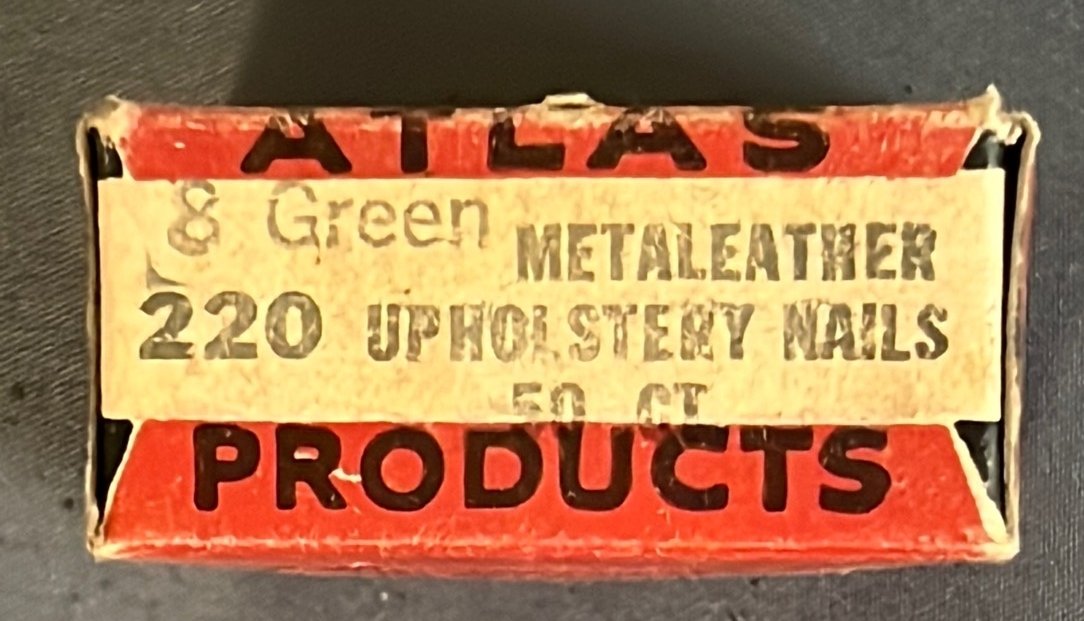 ATLAS
8 Green
METALEATHER
220 UPHOLSTERY NAILS
50 CT
PRODUCTS